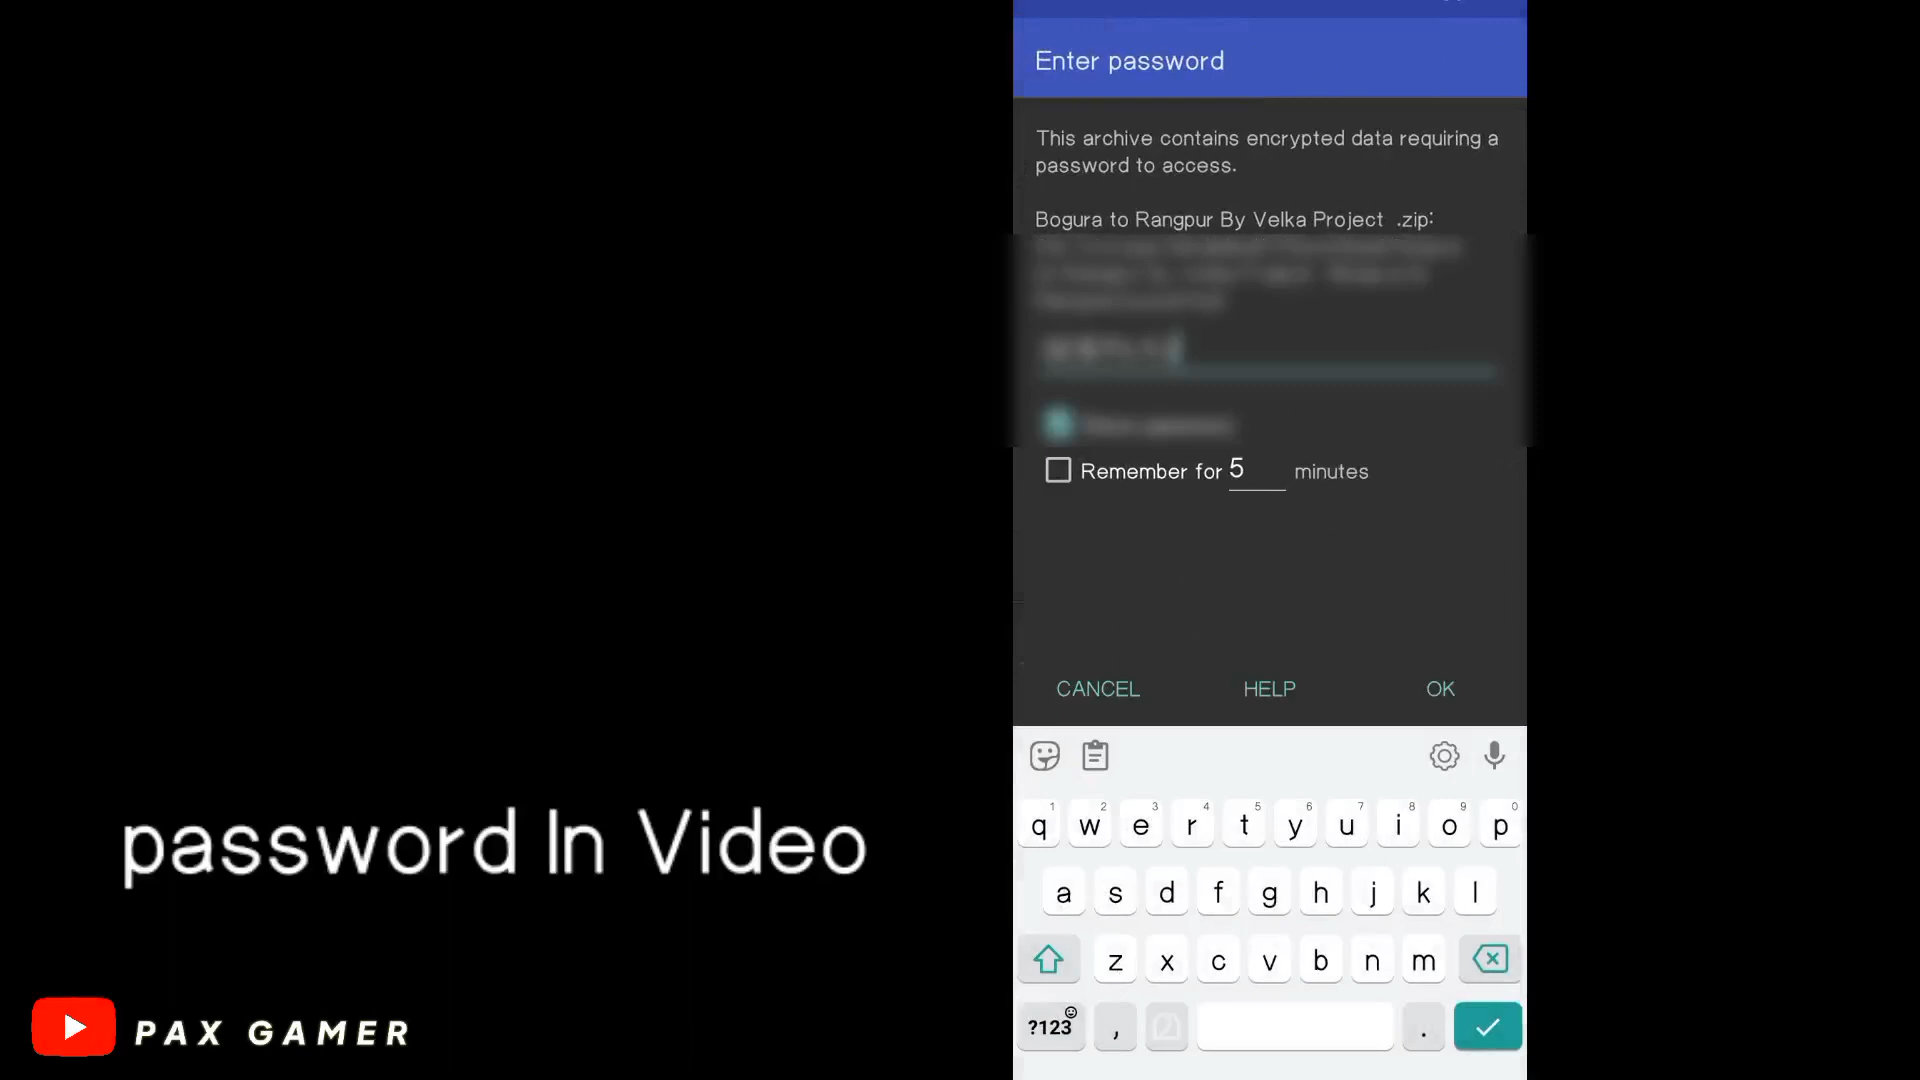 Enter password
This archive contains encrypted data requiring a
password to access.
Bogura to Rangpur By Velka Project .zip:
Remember for 5 minutes
CANCEL HELP OK
1 2 3 4 5 6 7 8 9 0
q w e r t y u i o p
a s d f g h j k l
z x c v b n m
?123 , .
password In Video
PAX GAMER